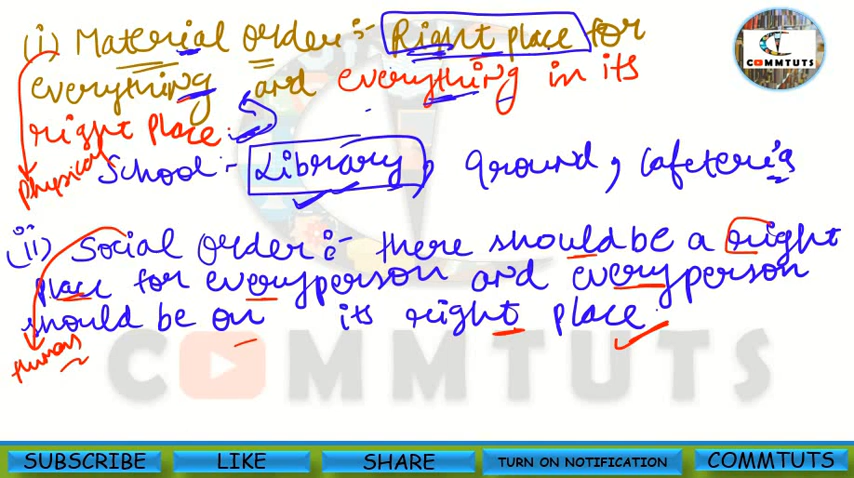 (i) Material order :- Right place for
everything and everything in its
right place.
Physical
School :- Library, Ground, Cafeteria
(ii) Social Order :- there should be a right
place for every person and every person
should be on its right place.
Human
COMMTUTS
COMMTUTS
SUBSCRIBE LIKE SHARE TURN ON NOTIFICATION COMMTUTS